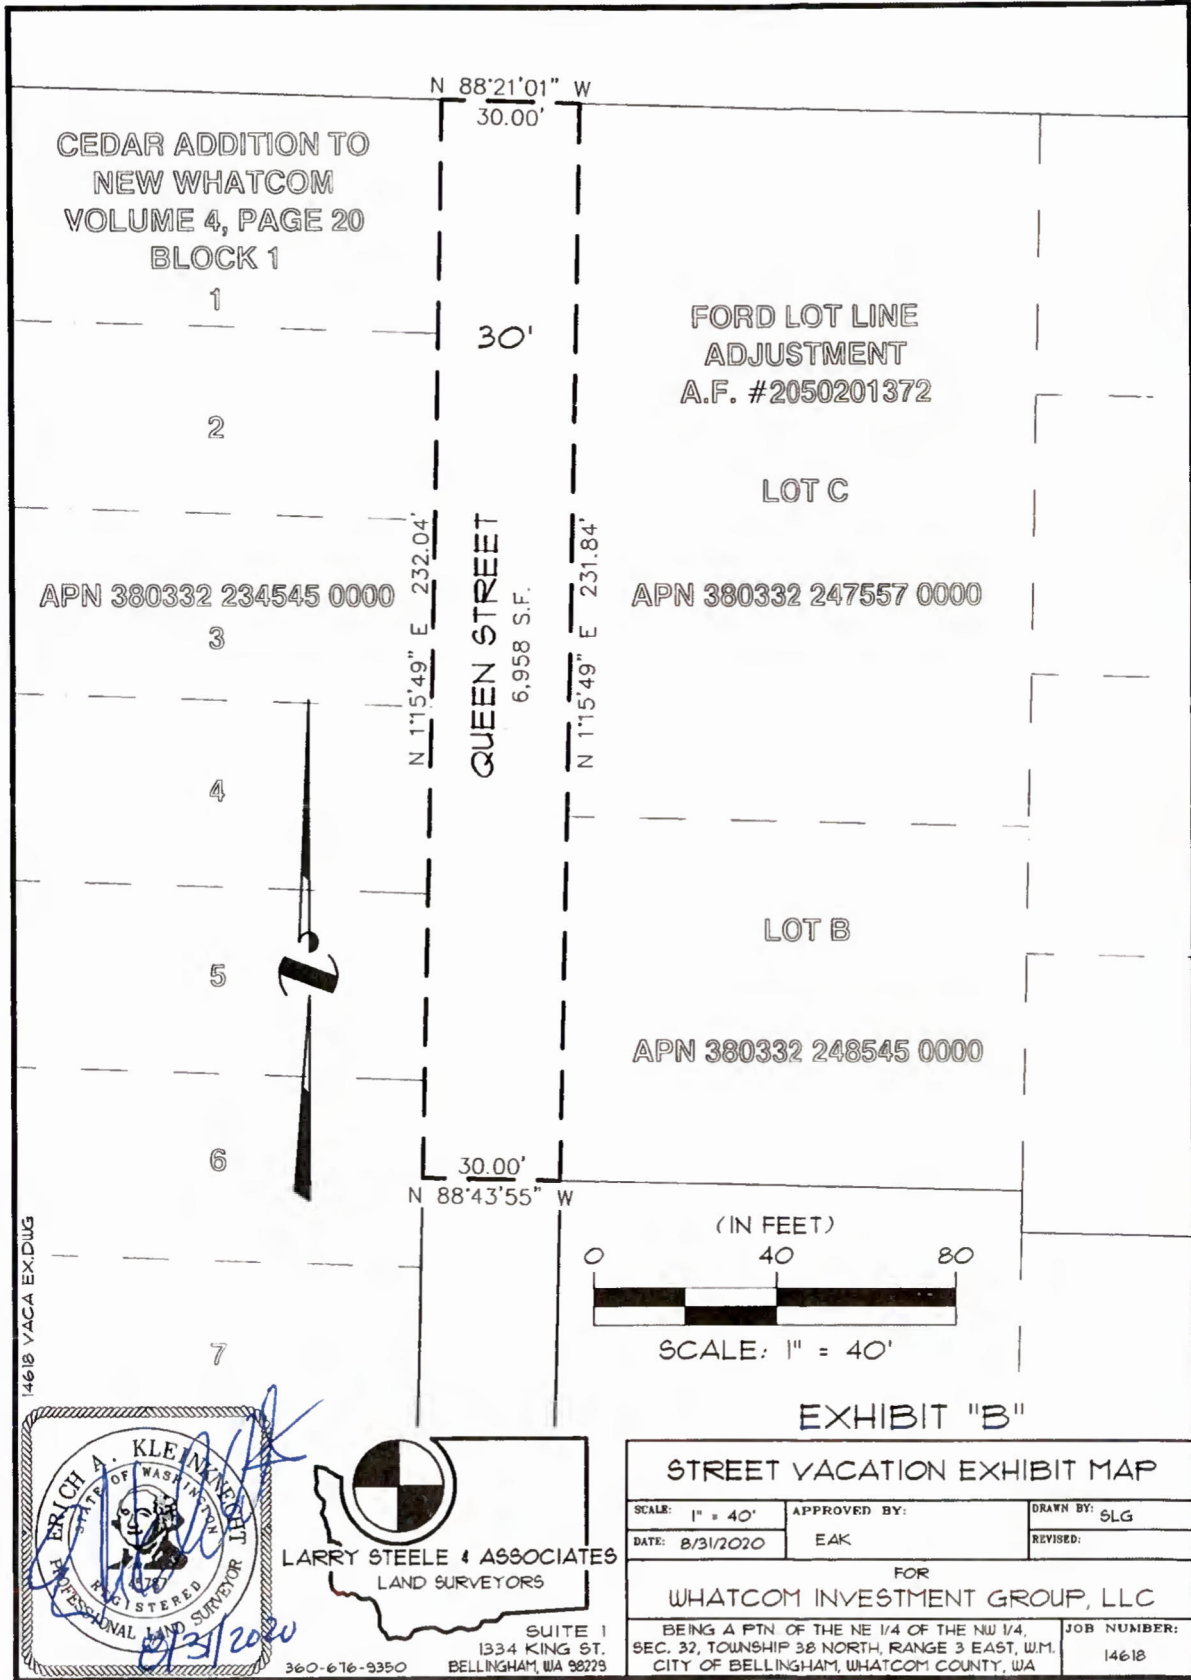 N 88°21'01" W
30.00'
CEDAR ADDITION TO
NEW WHATCOM
VOLUME 4, PAGE 20
BLOCK 1
1
30'
FORD LOT LINE
ADJUSTMENT
A.F. #2050201372
2
LOT C
N 1°15'49" E 232.04'
QUEEN STREET
6,958 S.F.
N 1°15'49" E 231.84'
APN 380332 234545 0000
APN 380332 247557 0000
3
4
LOT B
5
APN 380332 248545 0000
6
30.00'
N 88°43'55" W
(IN FEET)
0 40 80
SCALE: 1" = 40'
7
14618 VACA EX.DWG
EXHIBIT "B"
ERICH A. KLEINKNECHT
STATE OF WASHINGTON
REGISTERED
PROFESSIONAL LAND SURVEYOR
8/31/2020
LARRY STEELE & ASSOCIATES
LAND SURVEYORS
SUITE 1
1334 KING ST.
360-676-9350 BELLINGHAM, WA 98229
STREET VACATION EXHIBIT MAP
SCALE: 1" = 40' APPROVED BY: DRAWN BY: SLG
DATE: 8/31/2020 EAK REVISED:
FOR
WHATCOM INVESTMENT GROUP, LLC
BEING A PTN. OF THE NE 1/4 OF THE NW 1/4,
SEC. 32, TOWNSHIP 38 NORTH, RANGE 3 EAST, W.M.
CITY OF BELLINGHAM, WHATCOM COUNTY, WA
JOB NUMBER:
14618